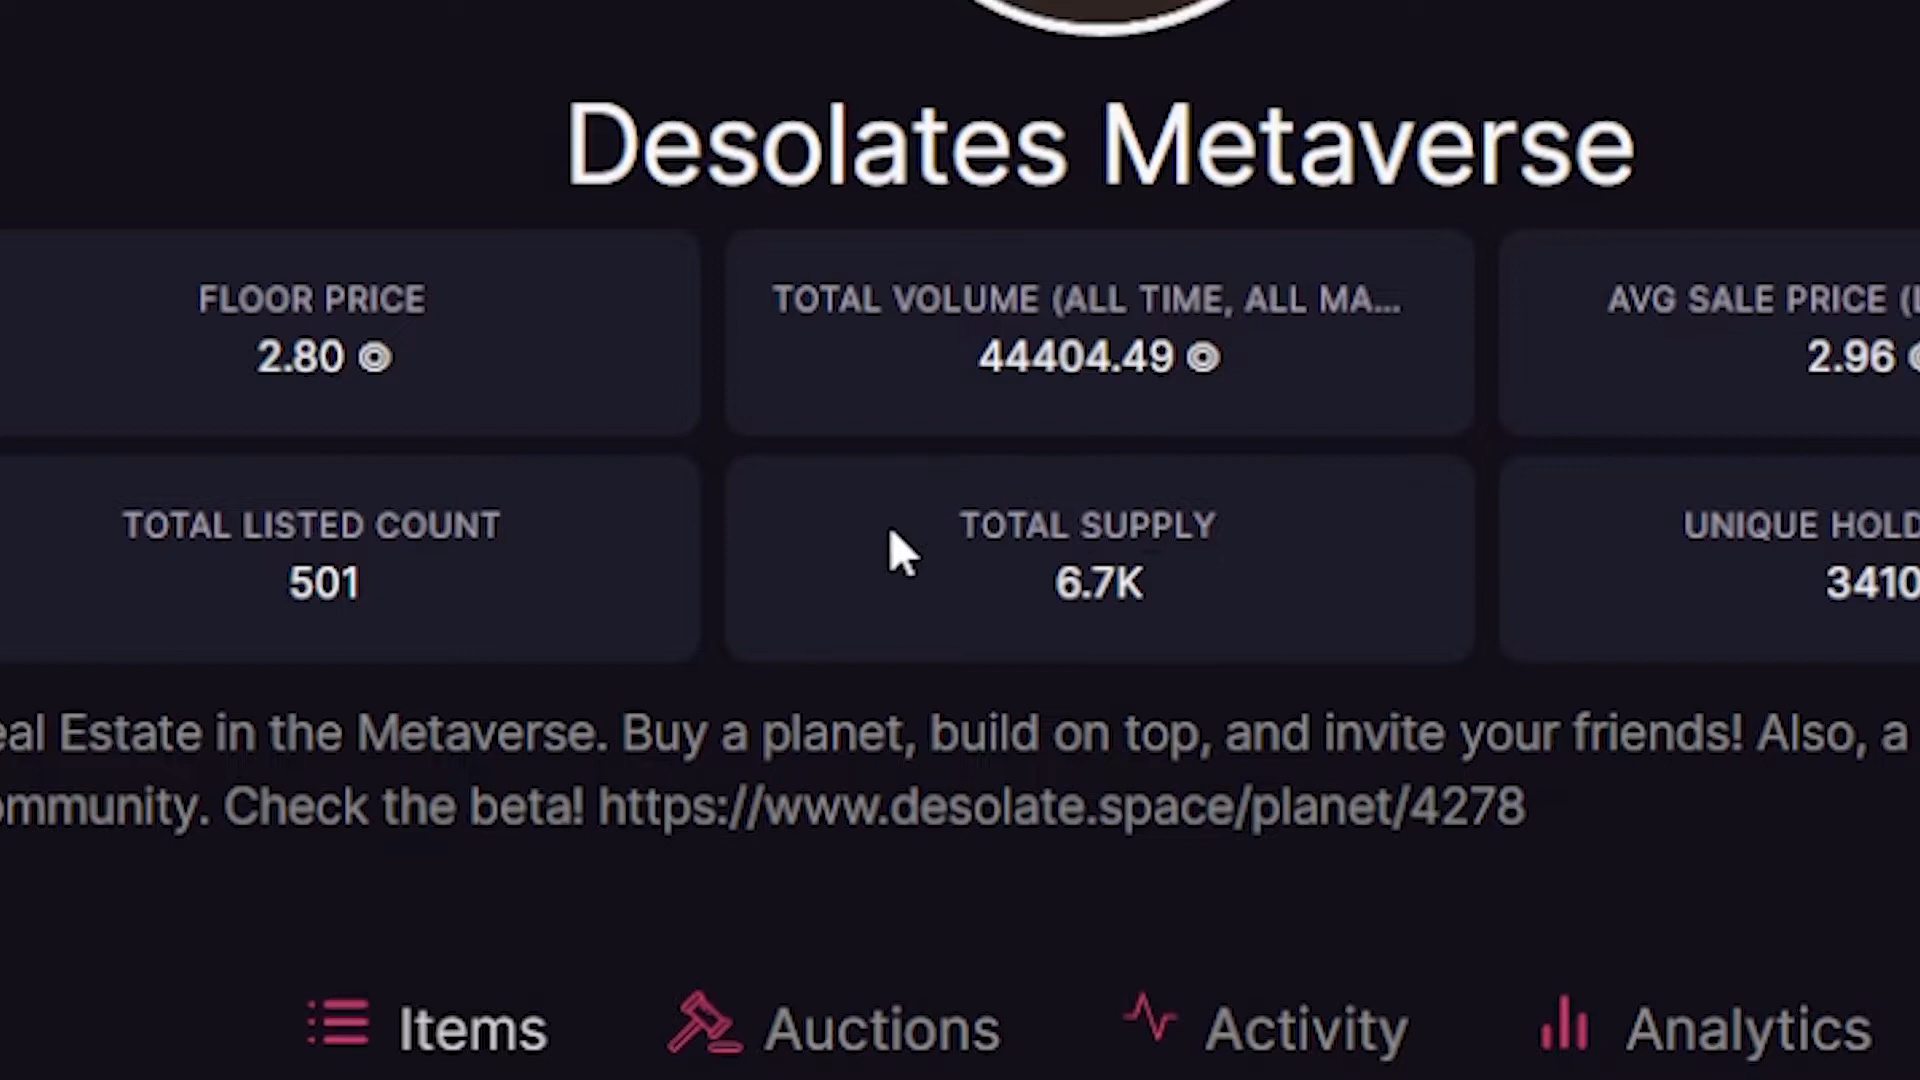 Desolates Metaverse
FLOOR PRICE
2.80
TOTAL VOLUME (ALL TIME, ALL MA...
44404.49
AVG SALE PRICE (
2.96
TOTAL LISTED COUNT
501
TOTAL SUPPLY
6.7K
UNIQUE HOLD
3410
eal Estate in the Metaverse. Buy a planet, build on top, and invite your friends! Also, a
ommunity. Check the beta! https://www.desolate.space/planet/4278
Items
Auctions
Activity
Analytics